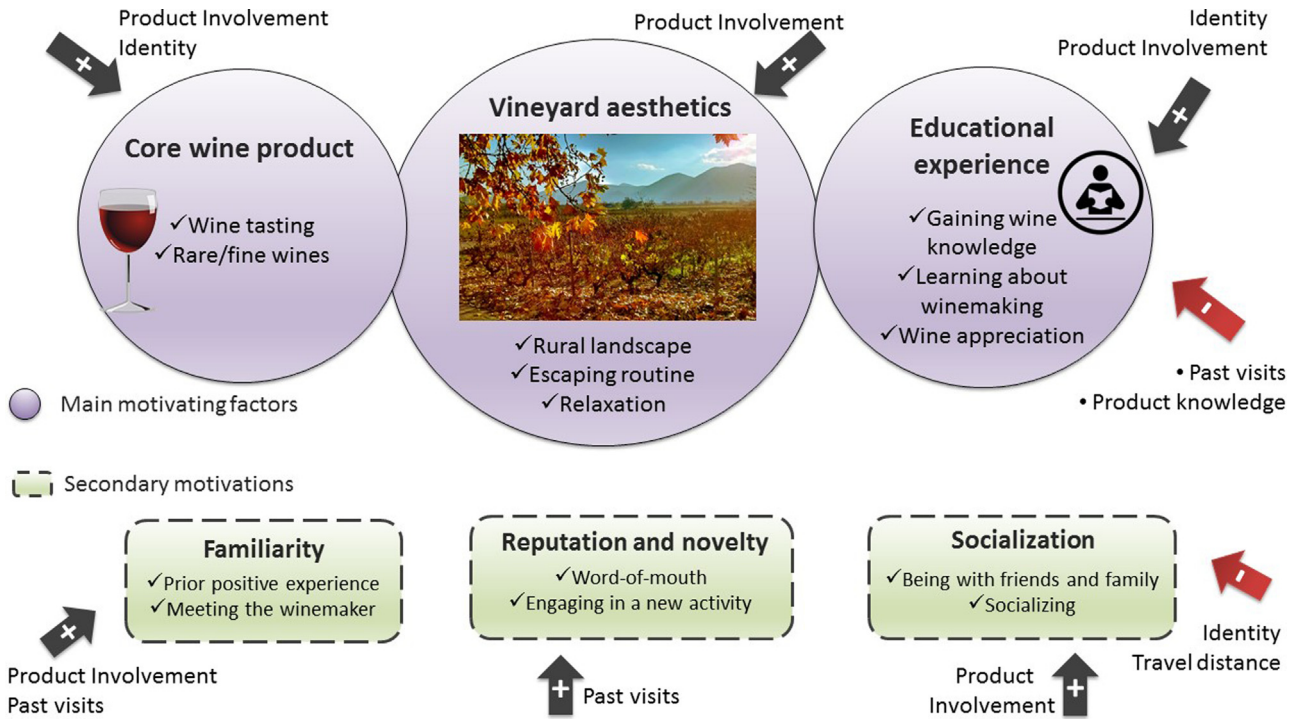 Product Involvement
Identity
Product Involvement
Identity
Product Involvement
Core wine product
✓Wine tasting
✓Rare/fine wines
Vineyard aesthetics
✓Rural landscape
✓Escaping routine
✓Relaxation
Educational
experience
✓Gaining wine
knowledge
✓Learning about
winemaking
✓Wine appreciation
• Past visits
• Product knowledge
Main motivating factors
Secondary motivations
Familiarity
✓Prior positive experience
✓Meeting the winemaker
Reputation and novelty
✓Word-of-mouth
✓Engaging in a new activity
Socialization
✓Being with friends and family
✓Socializing
Product Involvement
Past visits
Past visits
Product
Involvement
Identity
Travel distance